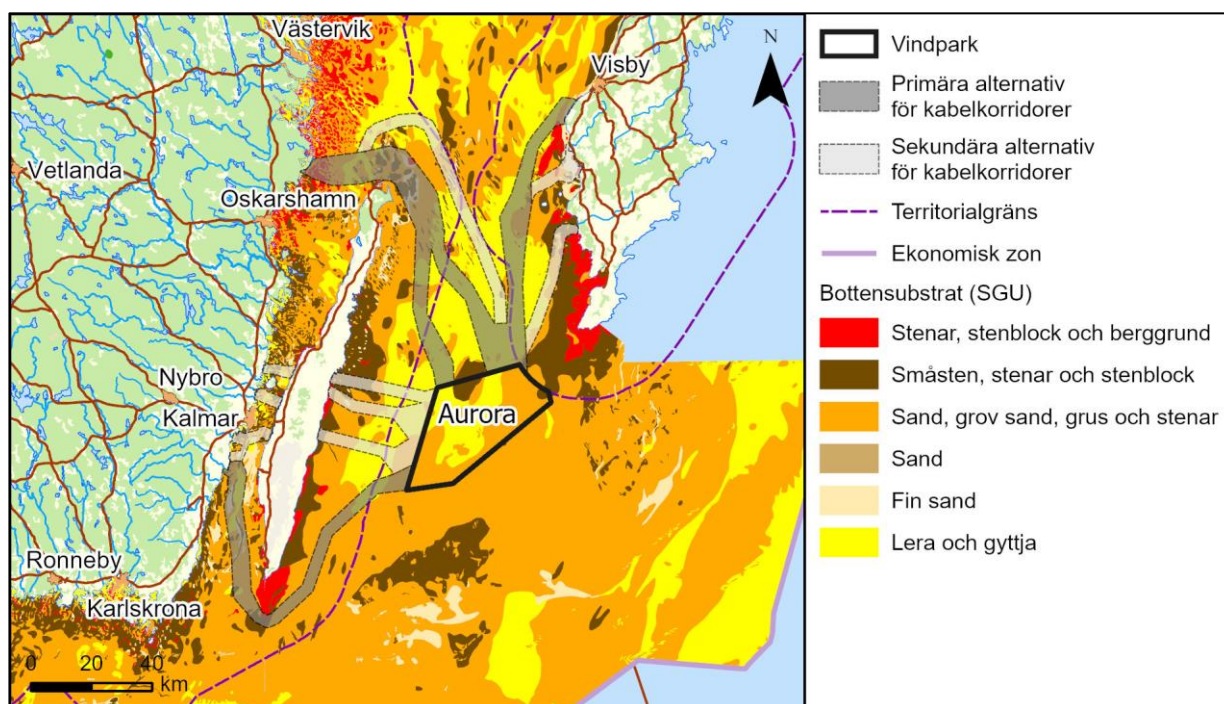 Västervik
N
Visby
Vetlanda
Oskarshamn
Nybro
Kalmar
Aurora
Ronneby
Karlskrona
0 20 40
km
Vindpark
Primära alternativ
för kabelkorridorer
Sekundära alternativ
för kabelkorridorer
Territorialgräns
Ekonomisk zon
Bottensubstrat (SGU)
Stenar, stenblock och berggrund
Småsten, stenar och stenblock
Sand, grov sand, grus och stenar
Sand
Fin sand
Lera och gyttja